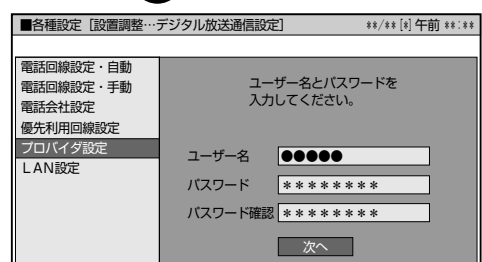 ■各種設定［設置調整…デジタル放送通信設定］ **/**[*]午前 **:**
電話回線設定・自動
電話回線設定・手動
電話会社設定
優先利用回線設定
プロバイダ設定
LAN設定
ユーザー名とパスワードを
入力してください。
ユーザー名 ●●●●●
パスワード ********
パスワード確認 ********
次へ